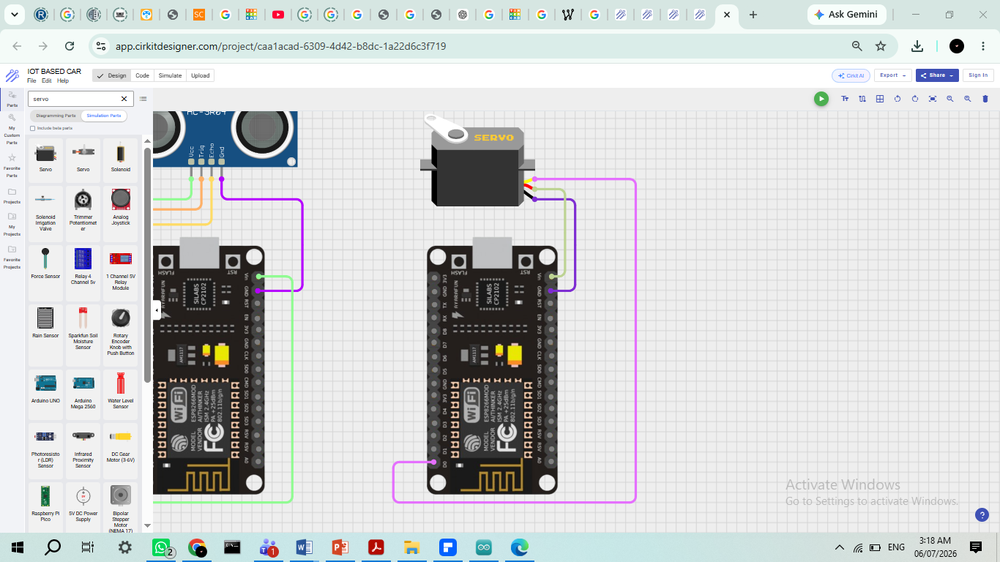 Ask Gemini
app.cirkitdesigner.com/project/caa1acad-6309-4d42-b8dc-1a22d6c3f719
IOT BASED CAR
File Edit Help
Design Code Simulate Upload
Cirkit AI
Export
Share
Sign In
Parts
My Custom Parts
Favorite Parts
Projects
My Projects
Favorite Projects
servo
Diagramming Parts Simulation Parts
Include beta parts
Servo Servo Solenoid
Solenoid Irrigation Valve
Trimmer Potentiometer
Analog Joystick
Force Sensor
Relay 4 Channel 5v
1 Channel 5V Relay Module
Rain Sensor
Sparkfun Soil Moisture Sensor
Rotary Encoder Knob with Push Button
Arduino UNO
Arduino Mega 2560
Water Level Sensor
Photoresistor (LDR) Sensor
Infrared Proximity Sensor
DC Gear Motor (3-6V)
Raspberry Pi Pico
5V DC Power Supply
Bipolar Stepper Motor (NEMA 17)
HC-SR04
Vcc Trig Echo Gnd
SERVO
FLASH RST
SILABS CP2102
AYARAFUN
AM1117
Vin GND RST EN 3V3 GND CLK SD0 CMD SD1 SD2 SD3 RSV RSV A0
WiFi
MODEL ESP8266MOD
VENDOR AI/THINKER
ISM 2.4GHz
PA +25dBm
802.11b/g/n
FC
FLASH RST
SILABS CP2102
AYARAFUN
AM1117
3V3 GND TX RX D8 D7 D6 D5 GND 3V3 D4 D3 D2 D1 D0
Vin GND RST EN 3V3 GND CLK SD0 CMD SD1 SD2 SD3 RSV RSV A0
WiFi
MODEL ESP8266MOD
VENDOR AI/THINKER
ISM 2.4GHz
PA +25dBm
802.11b/g/n
FC
Activate Windows
Go to Settings to activate Windows.
2
1
ENG
3:18 AM
06/07/2026